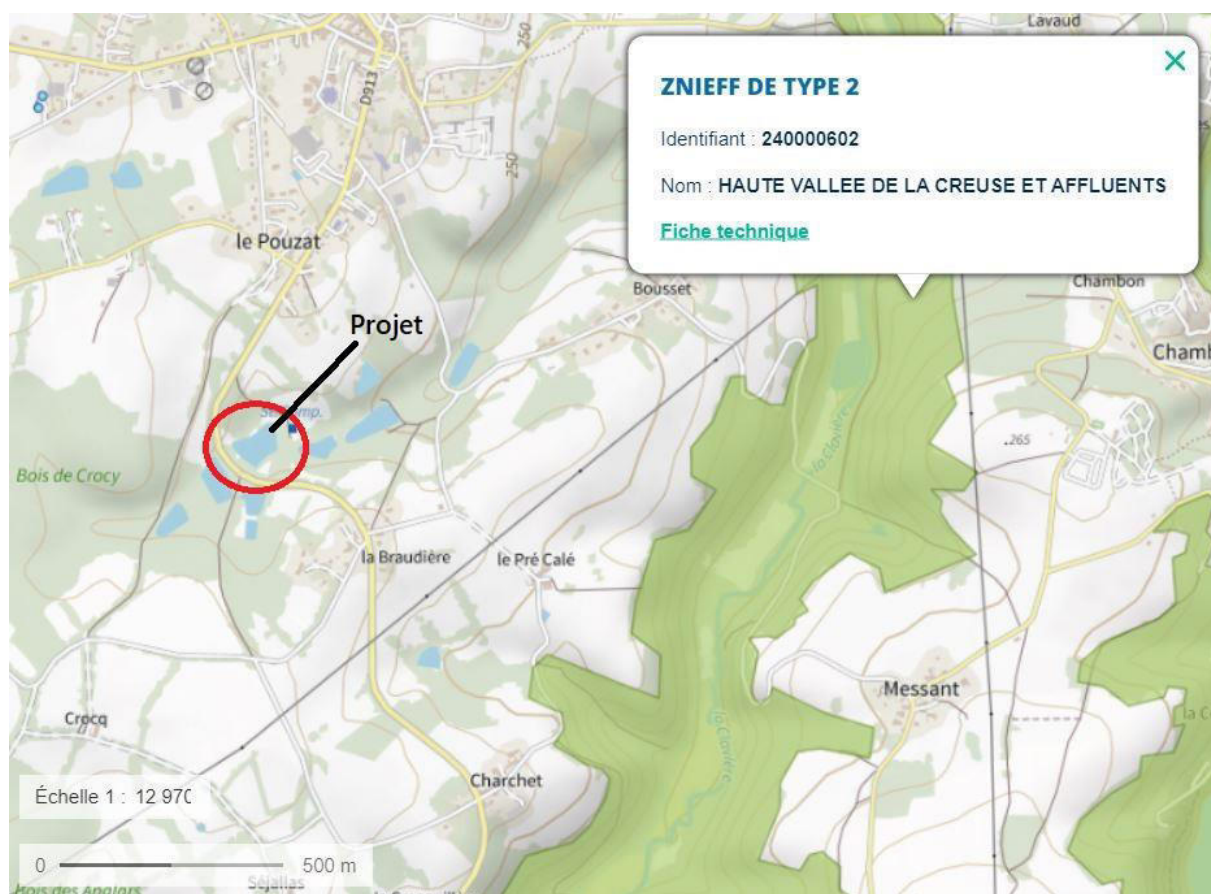 Lavaud
250
D913
250
ZNIEFF DE TYPE 2
Identifiant : 240000602
Nom : HAUTE VALLEE DE LA CREUSE ET AFFLUENTS
Fiche technique
le Pouzat
Bousset
Chambon
Projet
la Clavière
265
Bois de Crocy
la Braudière
le Pré Calé
Messant
Crocq
la Clavière
Charchet
Échelle 1 : 12 970
0
500 m
Séjallas
Bois des Anglars